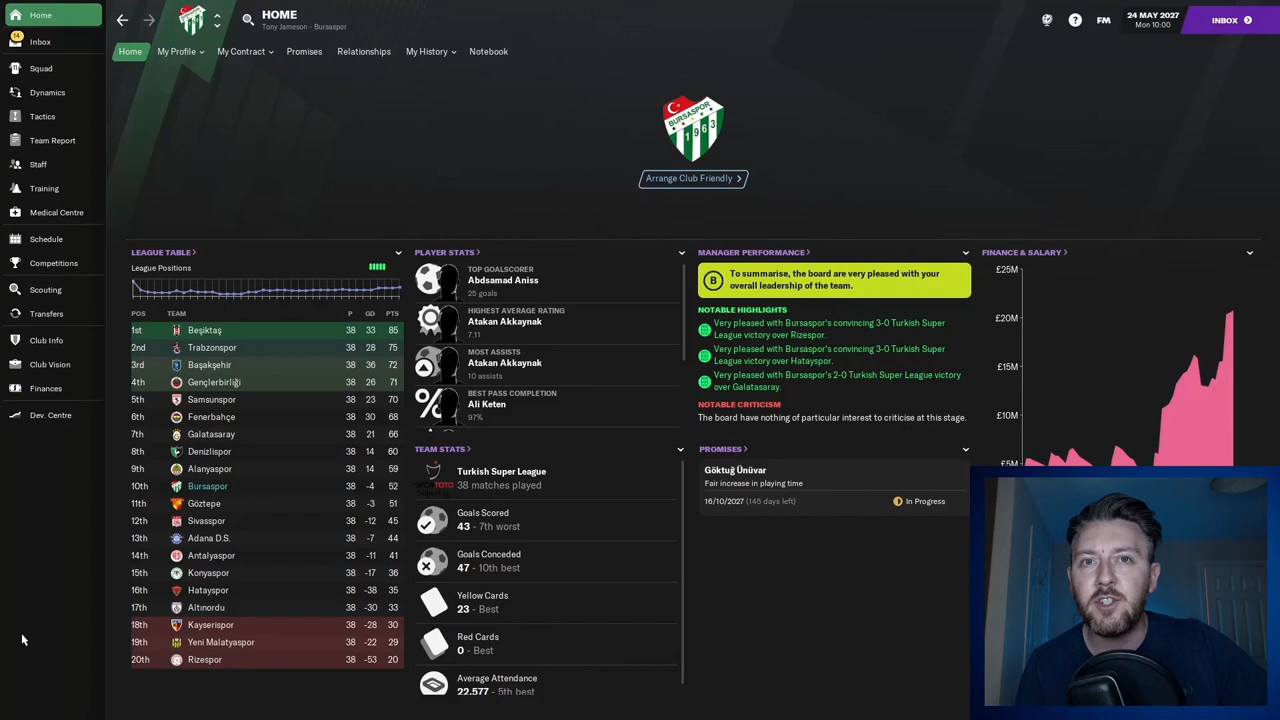 Home
14
Inbox
Squad
Dynamics
Tactics
Team Report
Staff
Training
Medical Centre
Schedule
Competitions
Scouting
Transfers
Club Info
Club Vision
Finances
Dev. Centre
HOME
Tony Jameson - Bursaspor
FM
24 MAY 2027
Mon 10:00
INBOX
Home
My Profile
My Contract
Promises
Relationships
My History
Notebook
BURSASPOR
1963
Arrange Club Friendly
LEAGUE TABLE
League Positions
POS TEAM P GD PTS
1st Beşiktaş 38 33 85
2nd Trabzonspor 38 28 75
3rd Başakşehir 38 36 72
4th Gençlerbirliği 38 26 71
5th Samsunspor 38 23 70
6th Fenerbahçe 38 30 68
7th Galatasaray 38 21 66
8th Denizlispor 38 14 60
9th Alanyaspor 38 14 59
10th Bursaspor 38 -4 52
11th Göztepe 38 -3 51
12th Sivasspor 38 -12 45
13th Adana D.S. 38 -7 44
14th Antalyaspor 38 -11 41
15th Konyaspor 38 -17 36
16th Hatayspor 38 -38 35
17th Altınordu 38 -30 33
18th Kayserispor 38 -28 30
19th Yeni Malatyaspor 38 -22 29
20th Rizespor 38 -53 20
PLAYER STATS
TOP GOALSCORER
Abdsamad Aniss
25 goals
HIGHEST AVERAGE RATING
Atakan Akkaynak
7.11
MOST ASSISTS
Atakan Akkaynak
10 assists
BEST PASS COMPLETION
Ali Keten
97%
TEAM STATS
Turkish Super League
38 matches played
Goals Scored
43 - 7th worst
Goals Conceded
47 - 10th best
Yellow Cards
23 - Best
Red Cards
0 - Best
Average Attendance
22,577 - 5th best
MANAGER PERFORMANCE
B
To summarise, the board are very pleased with your
overall leadership of the team.
NOTABLE HIGHLIGHTS
Very pleased with Bursaspor's convincing 3-0 Turkish Super
League victory over Rizespor.
Very pleased with Bursaspor's convincing 3-0 Turkish Super
League victory over Hatayspor.
Very pleased with Bursaspor's 2-0 Turkish Super League victory
over Galatasaray.
NOTABLE CRITICISM
The board have nothing of particular interest to criticise at this stage.
PROMISES
Göktuğ Ünüvar
Fair increase in playing time
16/10/2027 (145 days left)
In Progress
FINANCE & SALARY
£25M
£20M
£15M
£10M
£5M